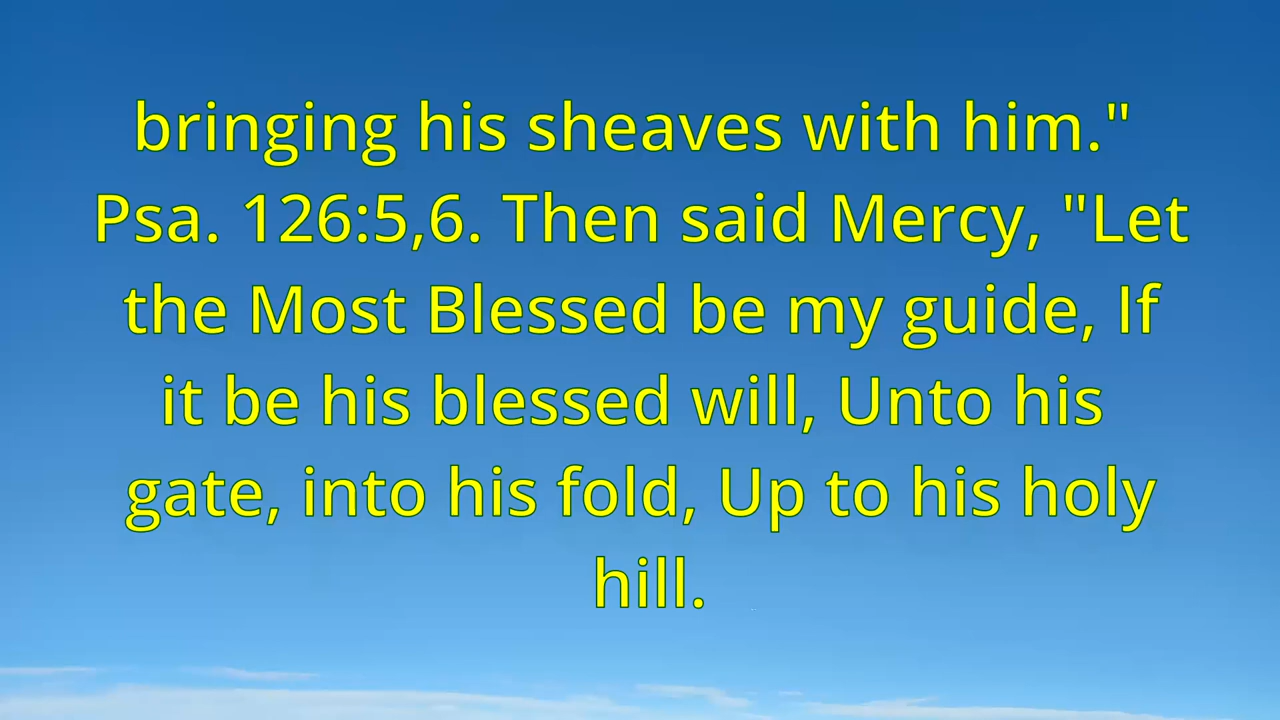 bringing his sheaves with him."
Psa. 126:5,6. Then said Mercy, "Let
the Most Blessed be my guide, If
it be his blessed will, Unto his
gate, into his fold, Up to his holy
hill.